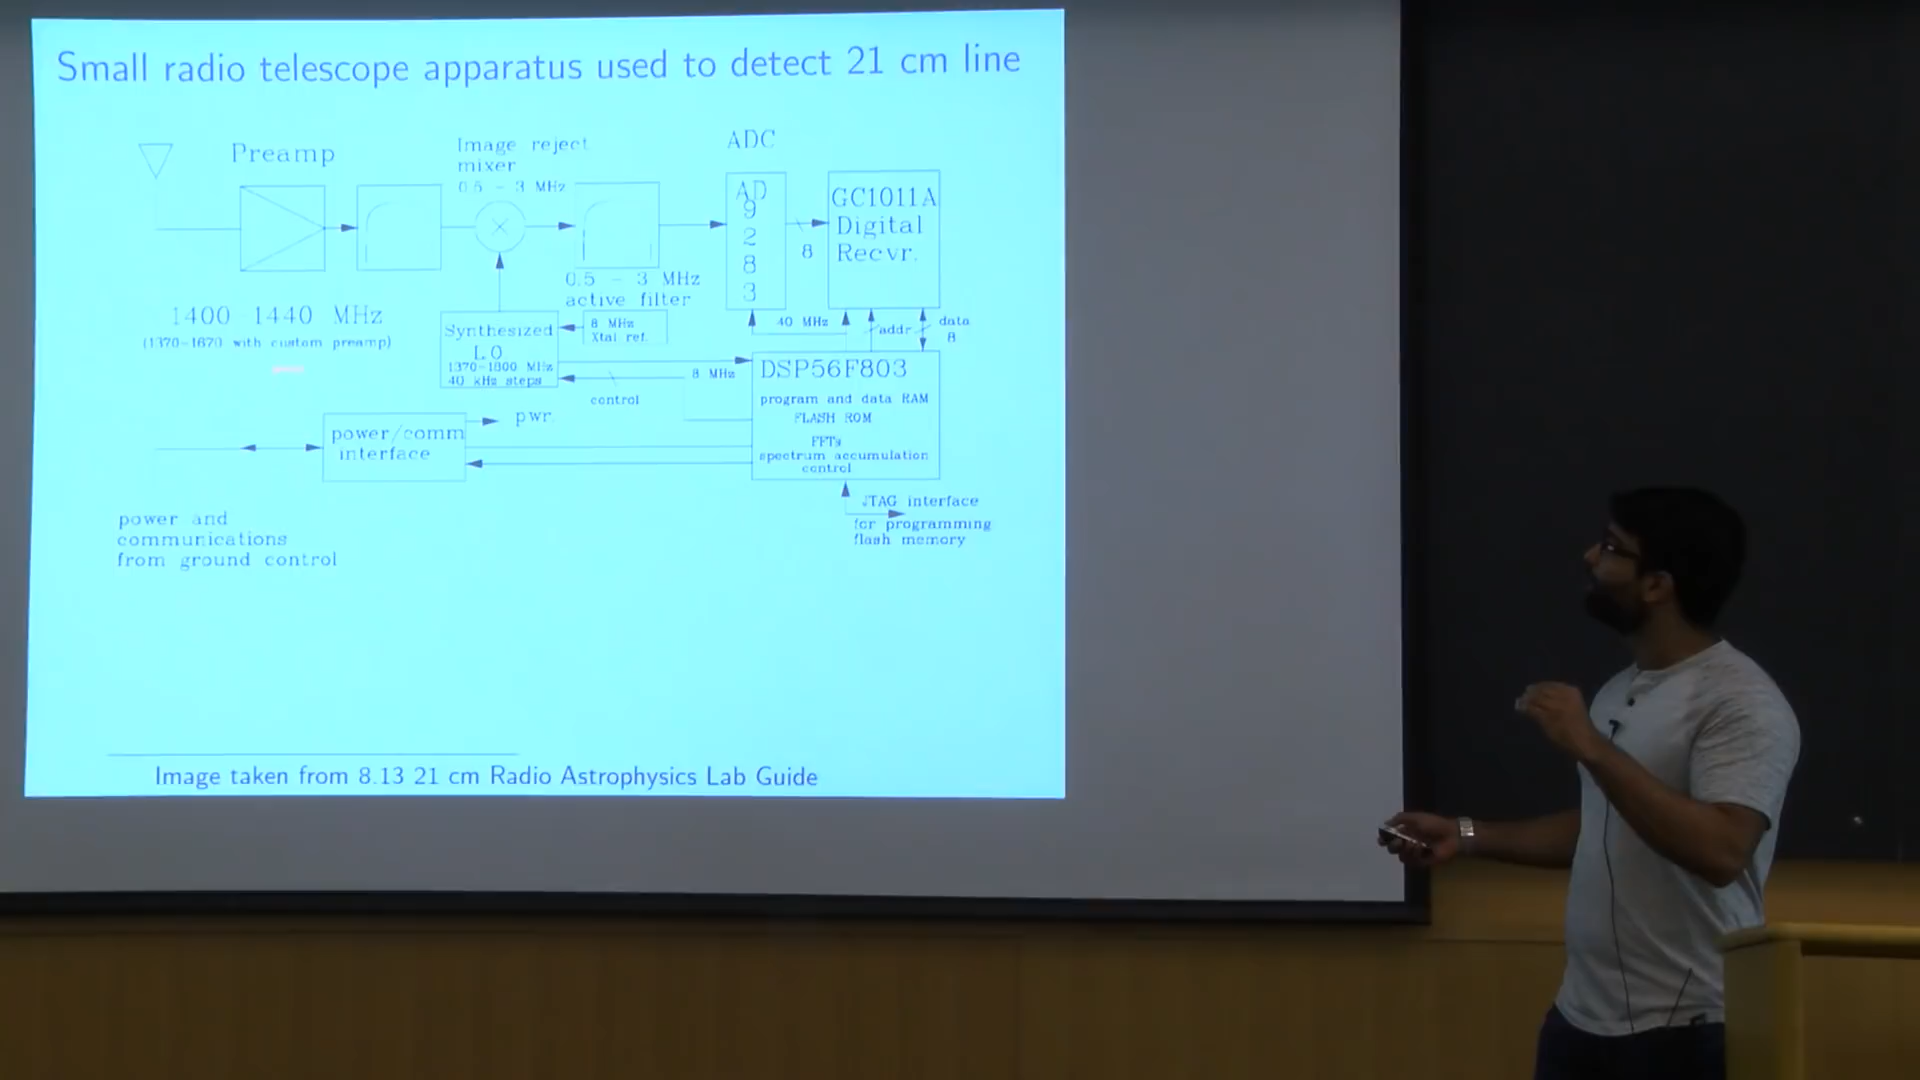 Small radio telescope apparatus used to detect 21 cm line
Preamp
Image reject
mixer
0.5 - 3 MHz
ADC
AD
9
2
8
3
8
GC1011A
Digital
Recvr.
1400-1440 MHz
(1370-1670 with custom preamp)
0.5 - 3 MHz
active filter
Synthesized
LO
1370-1800 MHz
40 kHz steps
8 MHz
Xtal ref.
40 MHz
addr
data
8
8 MHz
control
DSP56F803
program and data RAM
FLASH ROM
FFTs
spectrum accumulation
control
power/comm
interface
pwr.
JTAG interface
for programming
flash memory
power and
communications
from ground control
Image taken from 8.13 21 cm Radio Astrophysics Lab Guide